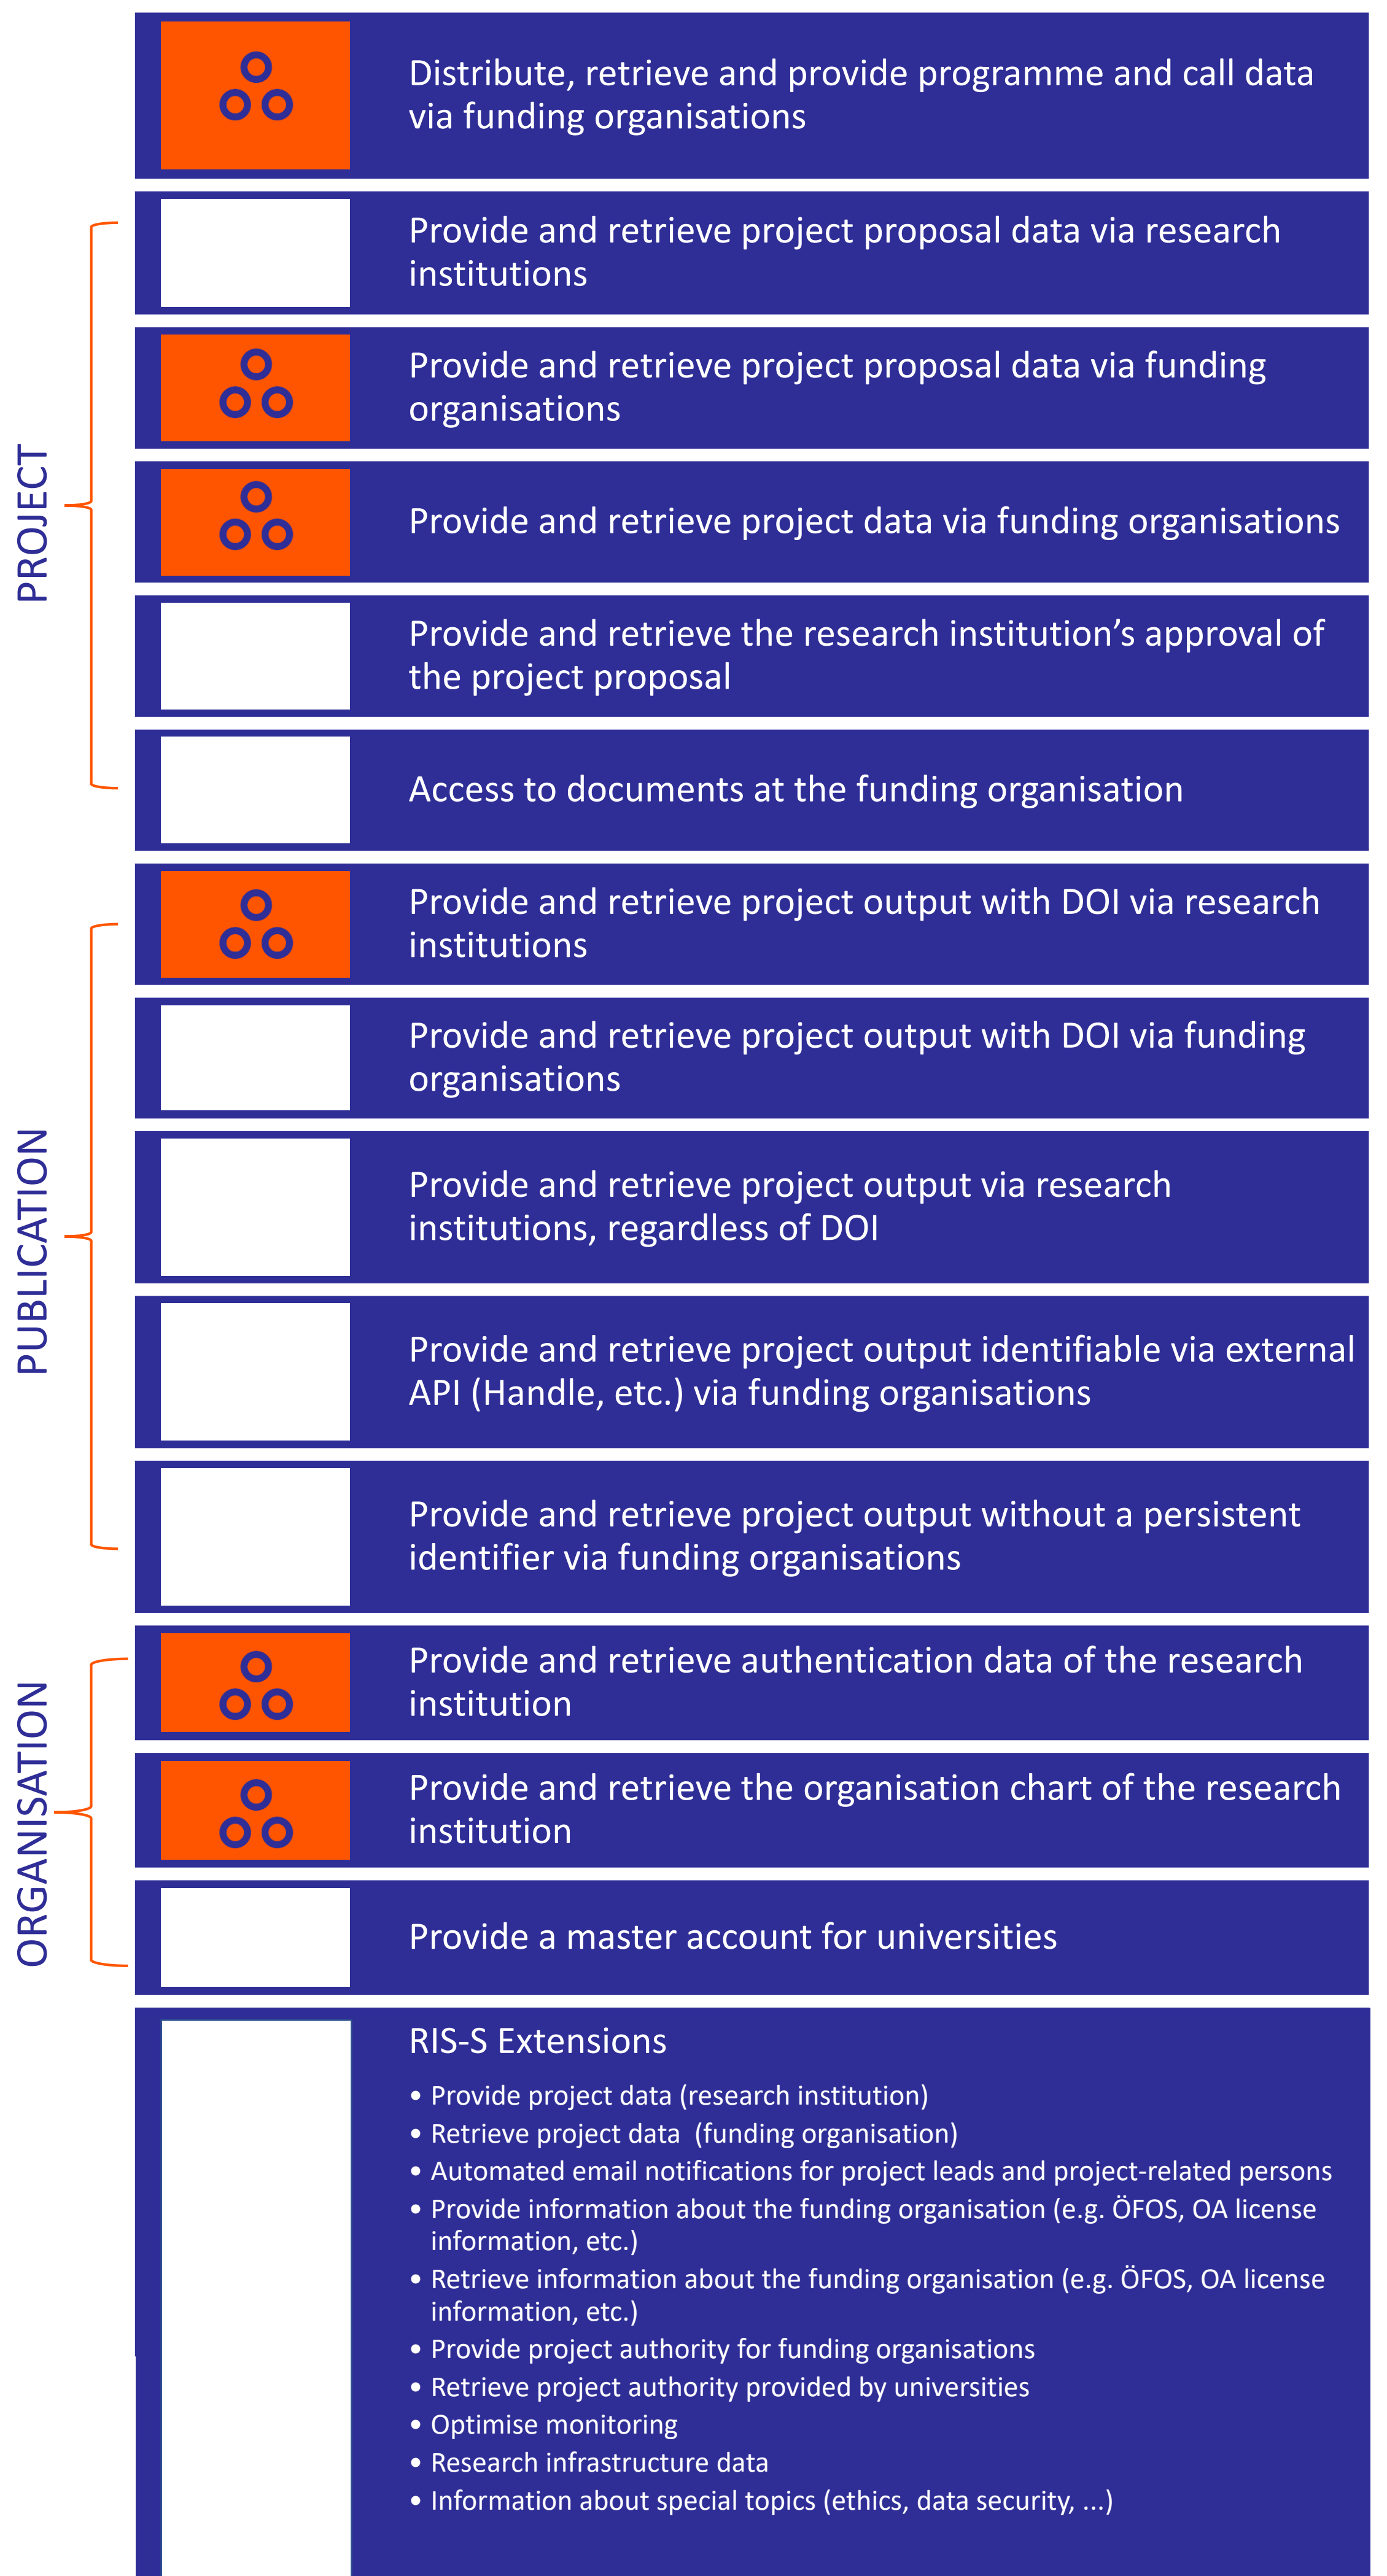 Distribute, retrieve and provide programme and call data
via funding organisations
PROJECT
Provide and retrieve project proposal data via research
institutions
Provide and retrieve project proposal data via funding
organisations
Provide and retrieve project data via funding organisations
Provide and retrieve the research institution’s approval of
the project proposal
Access to documents at the funding organisation
PUBLICATION
Provide and retrieve project output with DOI via research
institutions
Provide and retrieve project output with DOI via funding
organisations
Provide and retrieve project output via research
institutions, regardless of DOI
Provide and retrieve project output identifiable via external
API (Handle, etc.) via funding organisations
Provide and retrieve project output without a persistent
identifier via funding organisations
ORGANISATION
Provide and retrieve authentication data of the research
institution
Provide and retrieve the organisation chart of the research
institution
Provide a master account for universities
RIS-S Extensions
• Provide project data (research institution)
• Retrieve project data (funding organisation)
• Automated email notifications for project leads and project-related persons
• Provide information about the funding organisation (e.g. ÖFOS, OA license
information, etc.)
• Retrieve information about the funding organisation (e.g. ÖFOS, OA license
information, etc.)
• Provide project authority for funding organisations
• Retrieve project authority provided by universities
• Optimise monitoring
• Research infrastructure data
• Information about special topics (ethics, data security, ...)